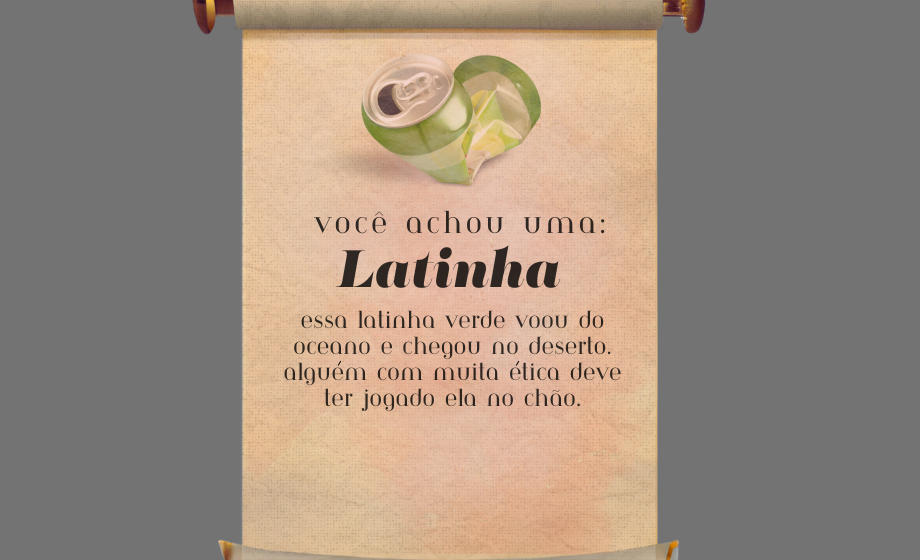 você achou uma:
Latinha
essa latinha verde voou do
oceano e chegou no deserto.
alguém com muita ética deve
ter jogado ela no chão.